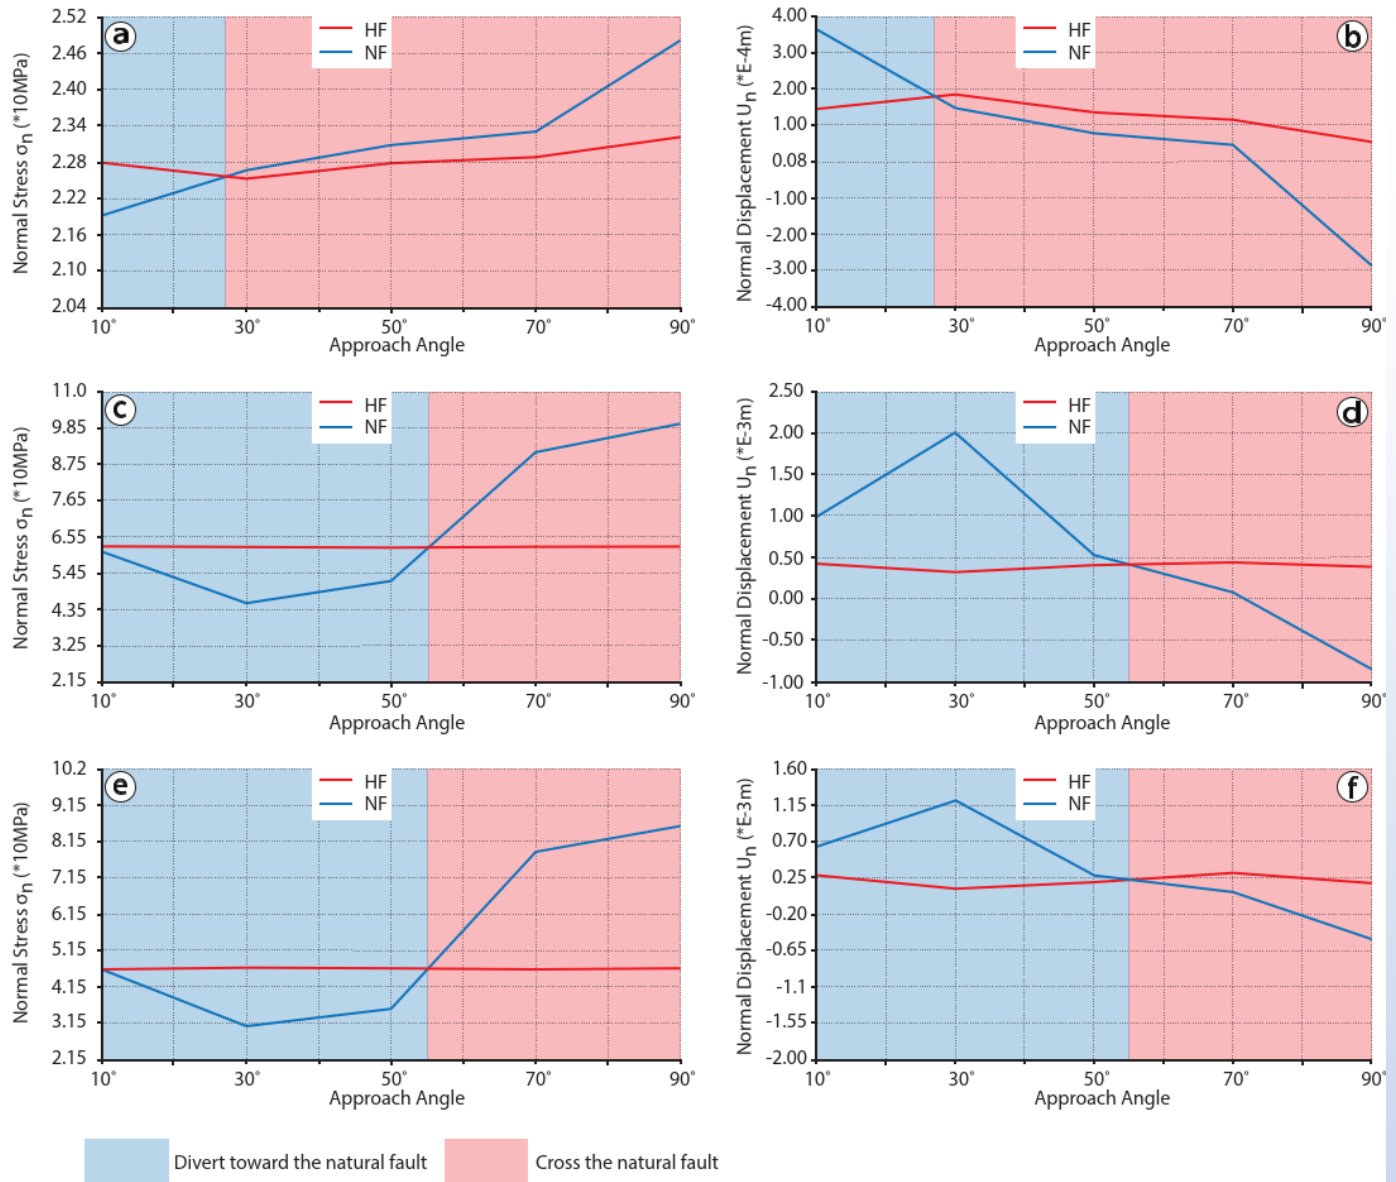 a
HF
NF
Normal Stress σn (*10MPa)
2.52
2.46
2.40
2.34
2.28
2.22
2.16
2.10
2.04
10° 30° 50° 70° 90°
Approach Angle
b
HF
NF
Normal Displacement Un (*E-4m)
4.00
3.00
2.00
1.00
0.08
-1.00
-2.00
-3.00
-4.00
10° 30° 50° 70° 90°
Approach Angle
c
HF
NF
Normal Stress σn (*10MPa)
11.0
9.85
8.75
7.65
6.55
5.45
4.35
3.25
2.15
10° 30° 50° 70° 90°
Approach Angle
d
HF
NF
Normal Displacement Un (*E-3m)
2.50
2.00
1.50
1.00
0.50
0.00
-0.50
-1.00
10° 30° 50° 70° 90°
Approach Angle
e
HF
NF
Normal Stress σn (*10MPa)
10.2
9.15
8.15
7.15
6.15
5.15
4.15
3.15
2.15
10° 30° 50° 70° 90°
Approach Angle
f
HF
NF
Normal Displacement Un (*E-3m)
1.60
1.15
0.70
0.25
-0.20
-0.65
-1.1
-1.55
-2.00
10° 30° 50° 70° 90°
Approach Angle
Divert toward the natural fault
Cross the natural fault